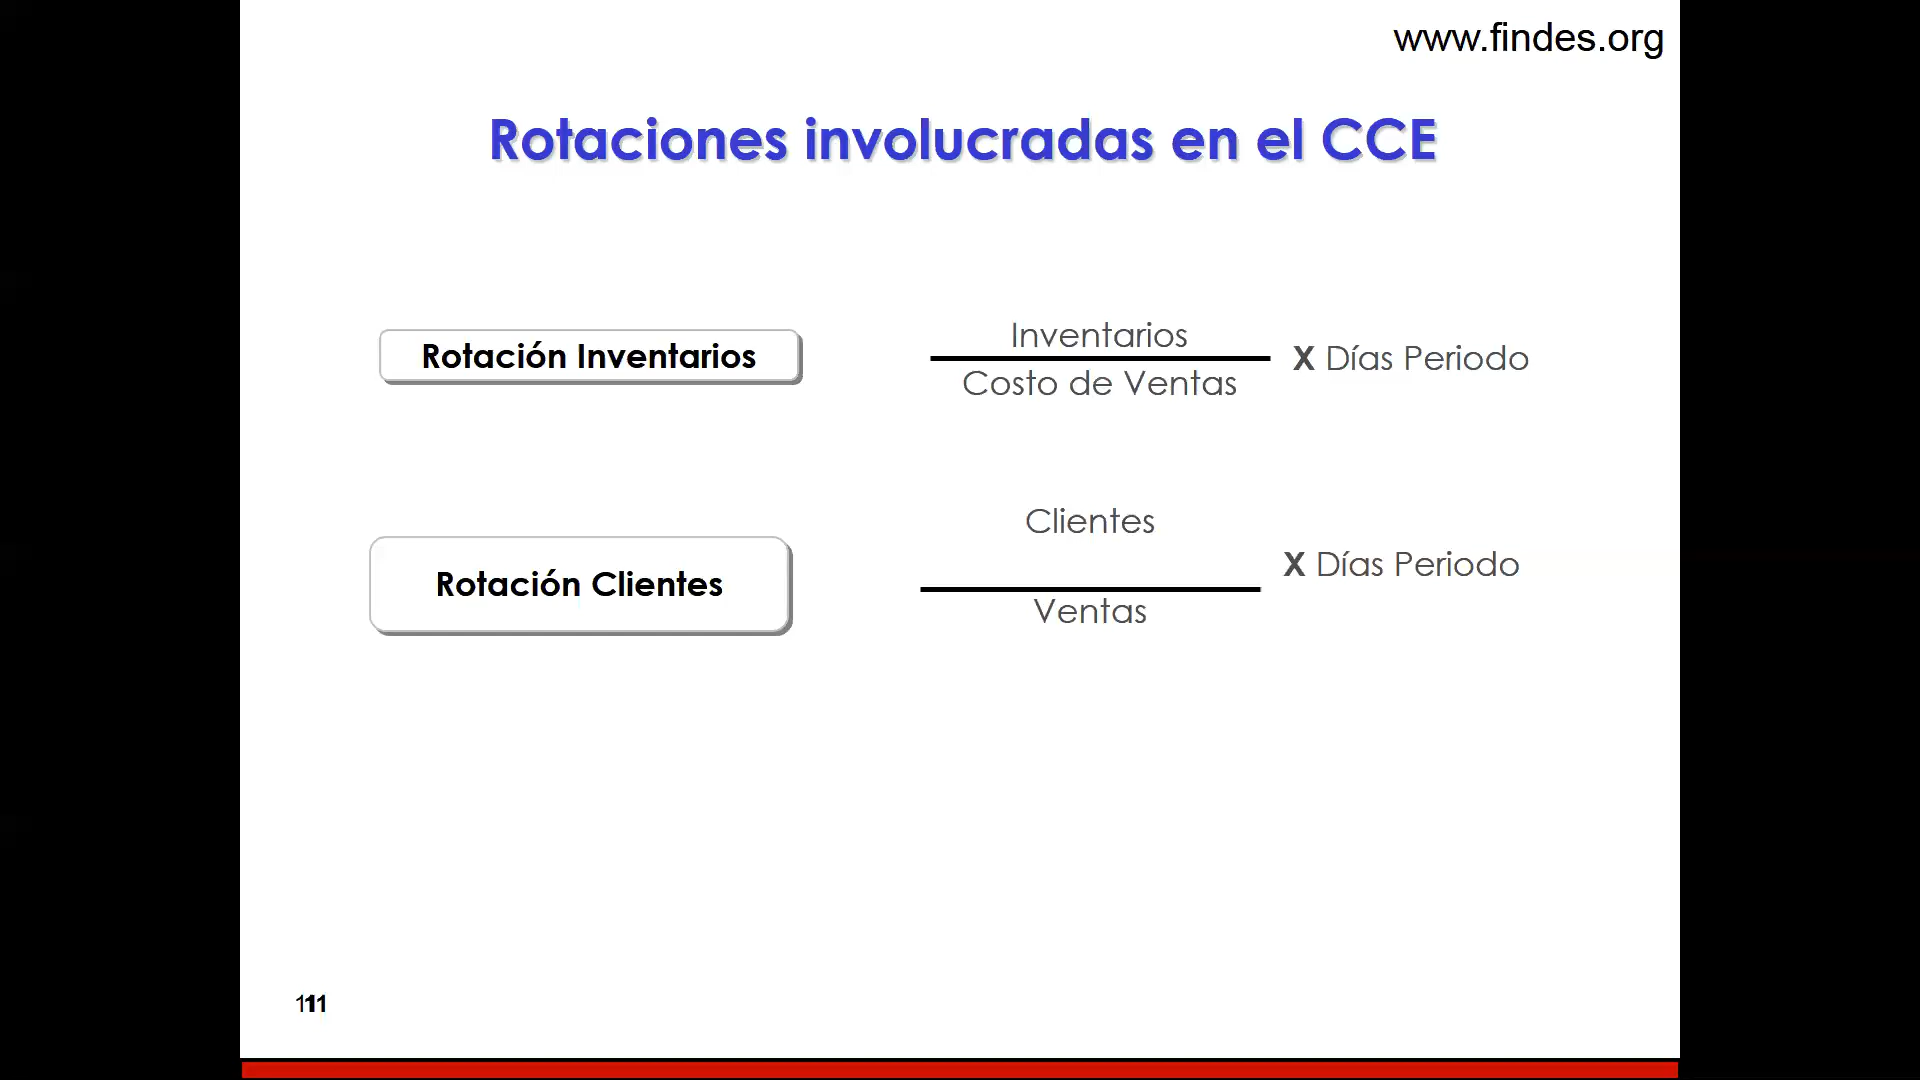 www.findes.org
Rotaciones involucradas en el CCE
Rotación Inventarios
Inventarios
Costo de Ventas
X Días Periodo
Rotación Clientes
Clientes
Ventas
X Días Periodo